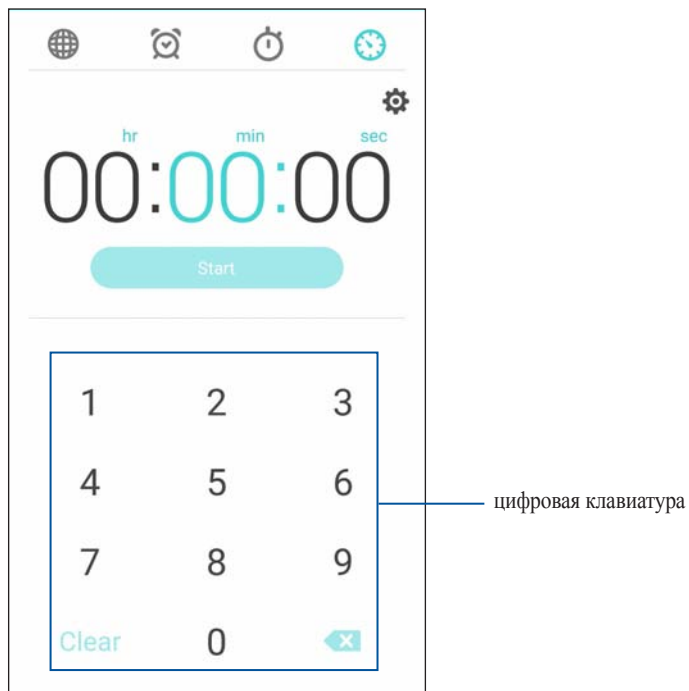 hr min sec
00:00:00
Start
1 2 3
4 5 6
цифровая клавиатура
7 8 9
Clear 0